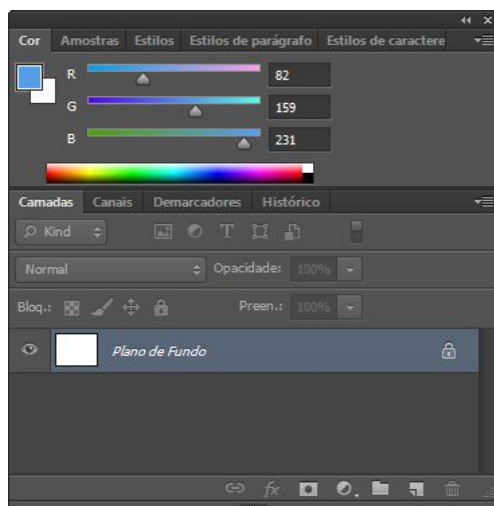 Cor Amostras Estilos Estilos de parágrafo Estilos de caractere
R 82
G 159
B 231
Camadas Canais Demarcadores Histórico
Kind
Normal Opacidade: 100%
Bloq.: Preen.: 100%
Plano de Fundo
fx